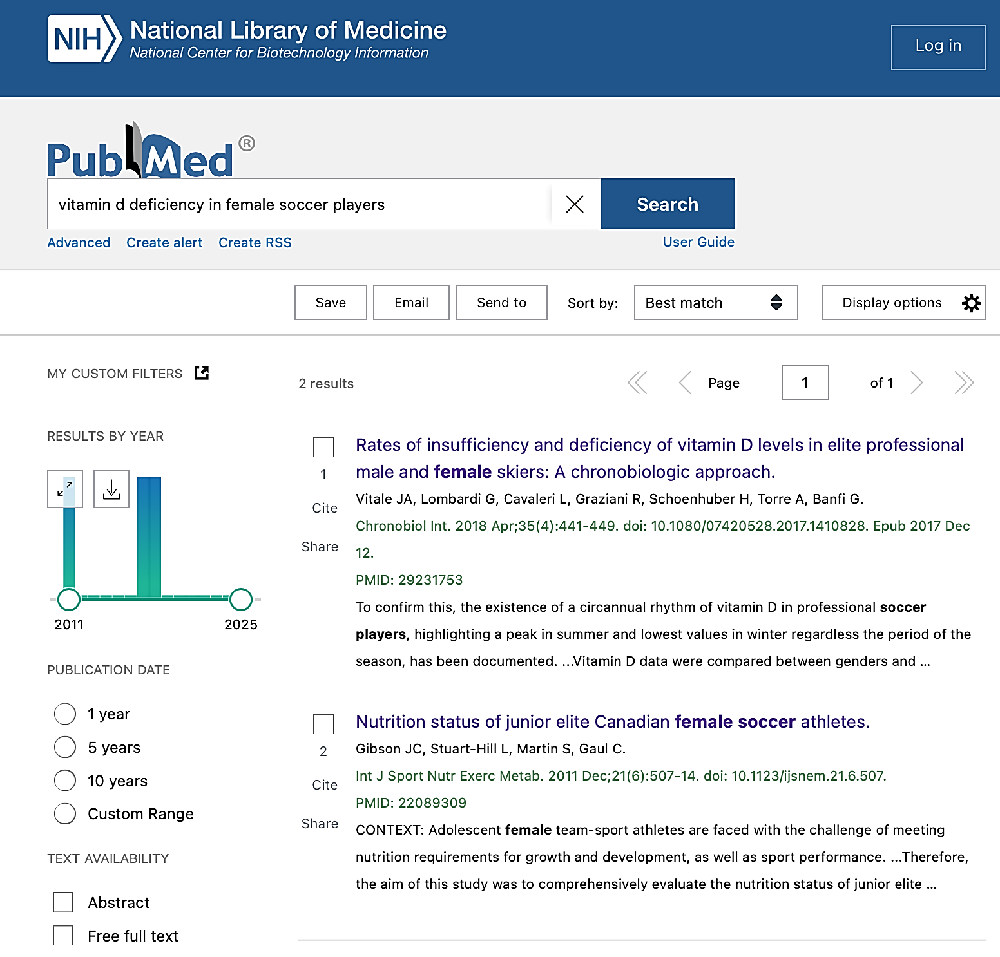 NIH National Library of Medicine
National Center for Biotechnology Information
Log in
PubMed®
vitamin d deficiency in female soccer players
Search
Advanced Create alert Create RSS
User Guide
Save Email Send to Sort by: Best match Display options
MY CUSTOM FILTERS
2 results
Page 1 of 1
RESULTS BY YEAR
2011 2025
PUBLICATION DATE
1 year
5 years
10 years
Custom Range
TEXT AVAILABILITY
Abstract
Free full text
Rates of insufficiency and deficiency of vitamin D levels in elite professional
male and female skiers: A chronobiologic approach.
1
Vitale JA, Lombardi G, Cavaleri L, Graziani R, Schoenhuber H, Torre A, Banfi G.
Cite
Chronobiol Int. 2018 Apr;35(4):441-449. doi: 10.1080/07420528.2017.1410828. Epub 2017 Dec
Share
12.
PMID: 29231753
To confirm this, the existence of a circannual rhythm of vitamin D in professional soccer
players, highlighting a peak in summer and lowest values in winter regardless the period of the
season, has been documented. ...Vitamin D data were compared between genders and ...
Nutrition status of junior elite Canadian female soccer athletes.
2
Gibson JC, Stuart-Hill L, Martin S, Gaul C.
Cite
Int J Sport Nutr Exerc Metab. 2011 Dec;21(6):507-14. doi: 10.1123/ijsnem.21.6.507.
PMID: 22089309
Share
CONTEXT: Adolescent female team-sport athletes are faced with the challenge of meeting
nutrition requirements for growth and development, as well as sport performance. ...Therefore,
the aim of this study was to comprehensively evaluate the nutrition status of junior elite ...